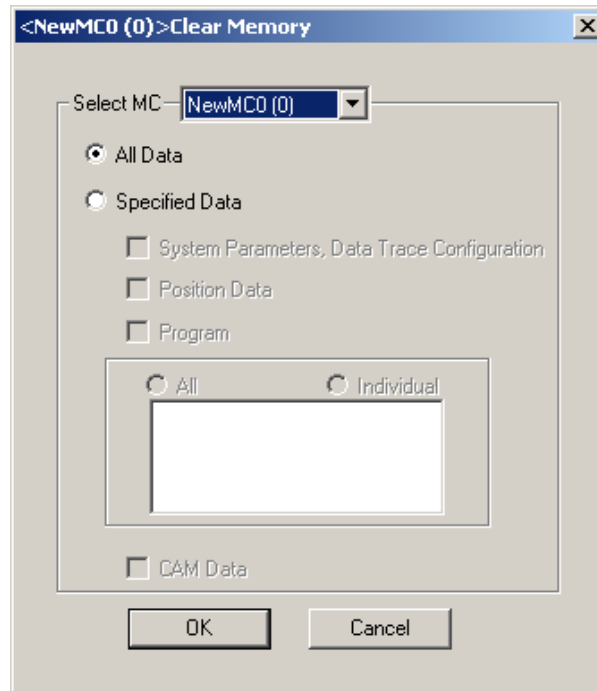 <NewMC0 (0)>Clear Memory
Select MC NewMC0 (0)
All Data
Specified Data
System Parameters, Data Trace Configuration
Position Data
Program
All Individual
CAM Data
OK Cancel